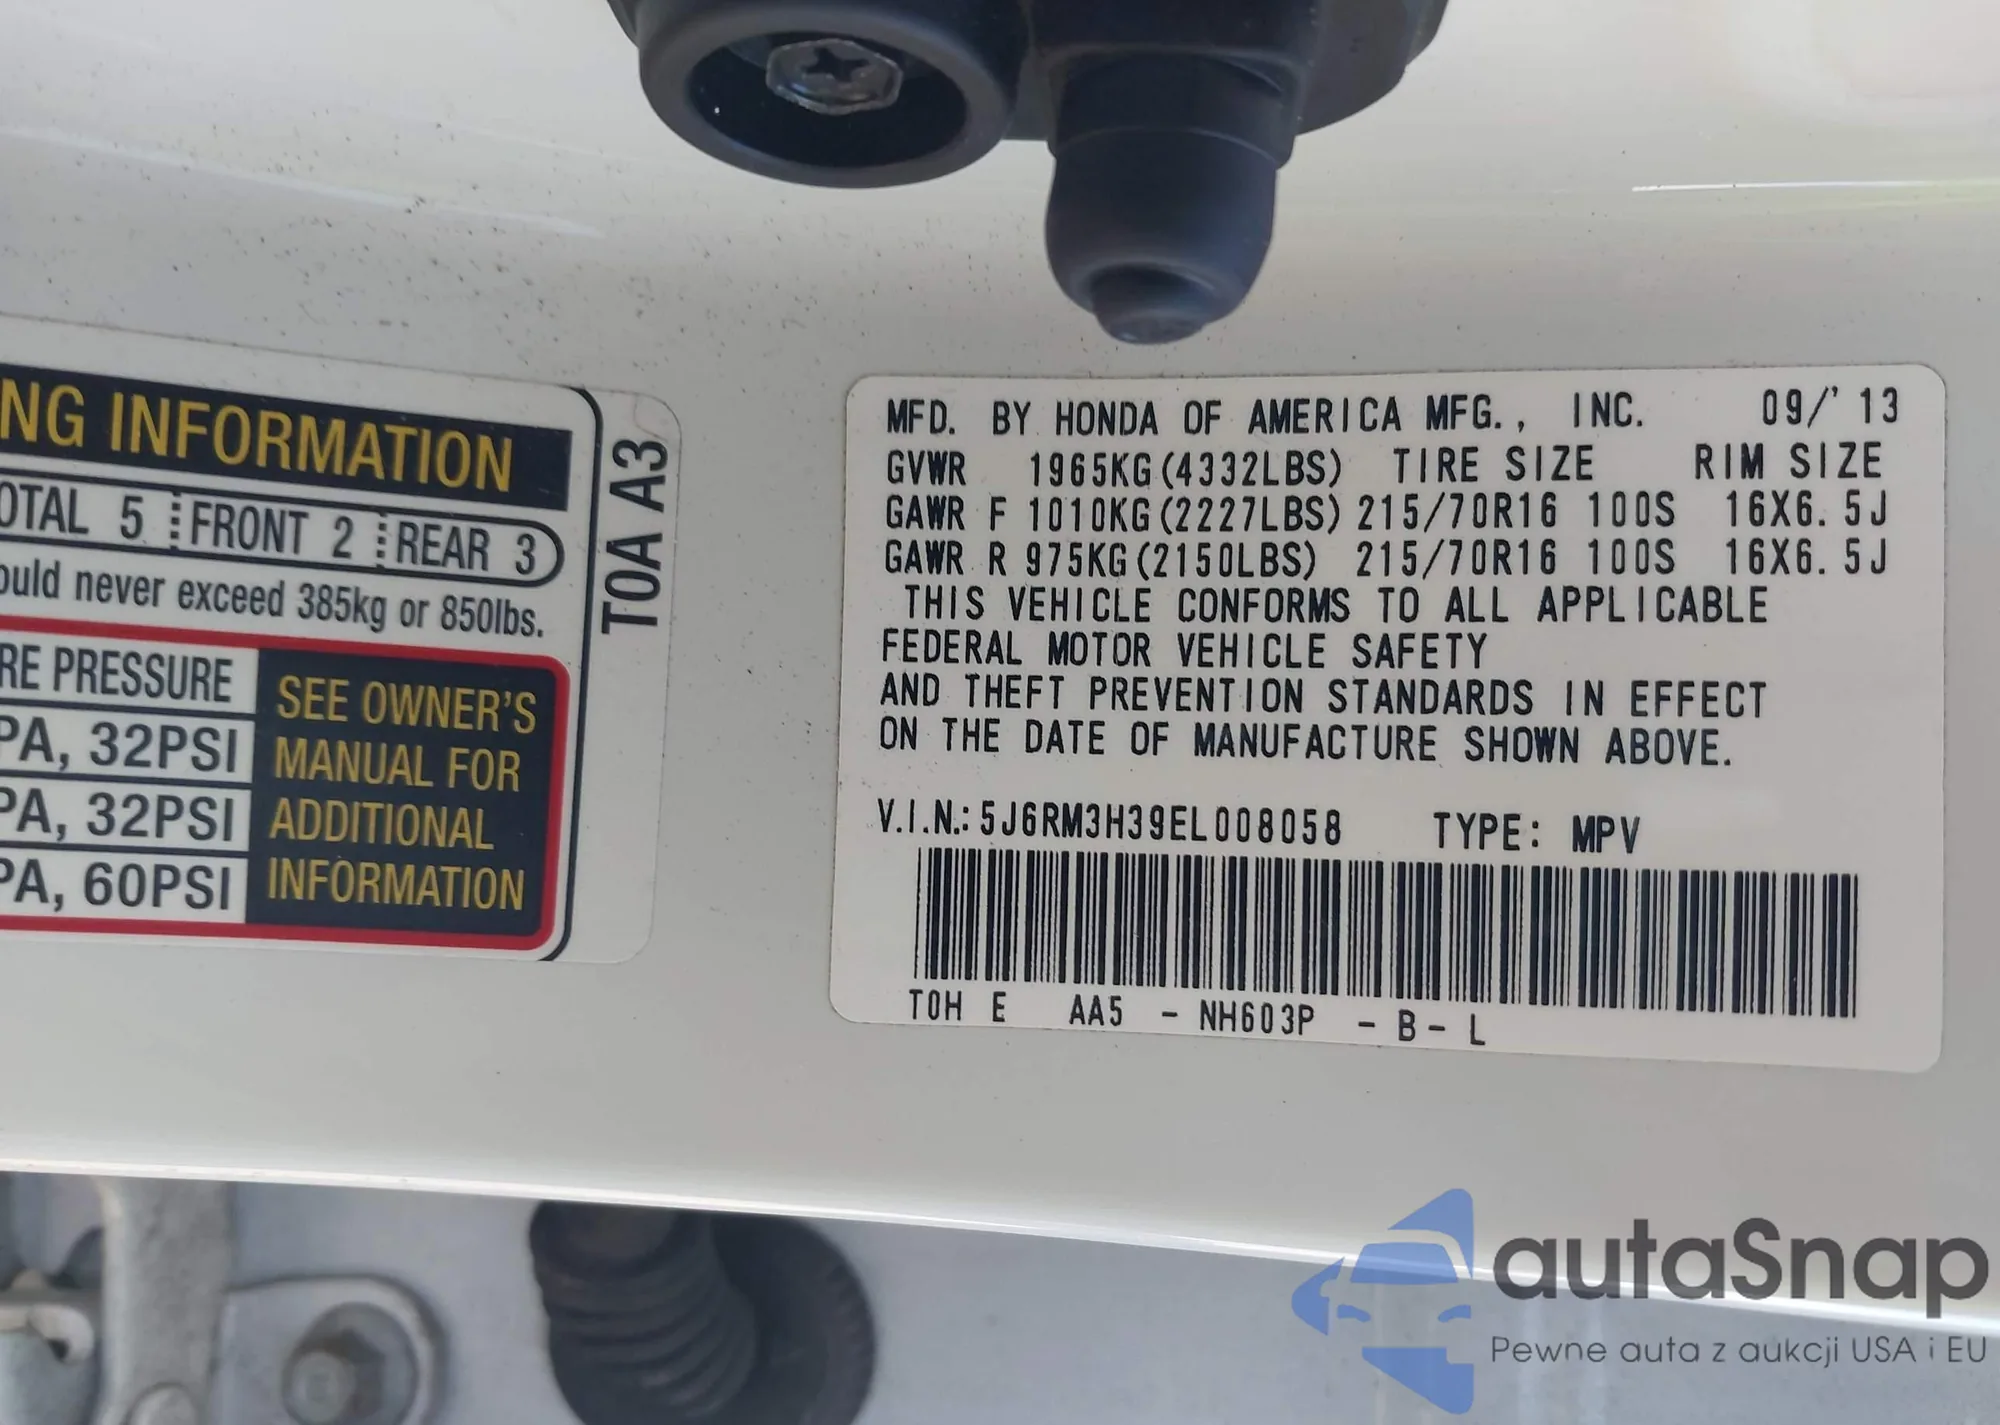 NG INFORMATION
OTAL 5 FRONT 2 REAR 3
ould never exceed 385kg or 850lbs.
RE PRESSURE
PA, 32PSI
PA, 32PSI
PA, 60PSI
SEE OWNER'S
MANUAL FOR
ADDITIONAL
INFORMATION
T0A A3
MFD. BY HONDA OF AMERICA MFG., INC. 09/'13
GVWR 1965KG(4332LBS) TIRE SIZE RIM SIZE
GAWR F 1010KG(2227LBS) 215/70R16 100S 16X6.5J
GAWR R 975KG(2150LBS) 215/70R16 100S 16X6.5J
THIS VEHICLE CONFORMS TO ALL APPLICABLE
FEDERAL MOTOR VEHICLE SAFETY
AND THEFT PREVENTION STANDARDS IN EFFECT
ON THE DATE OF MANUFACTURE SHOWN ABOVE.
V.I.N.: 5J6RM3H39EL008058 TYPE: MPV
T0H E AA5 - NH603P - B - L
autaSnap
Pewne auta z aukcji USA i EU